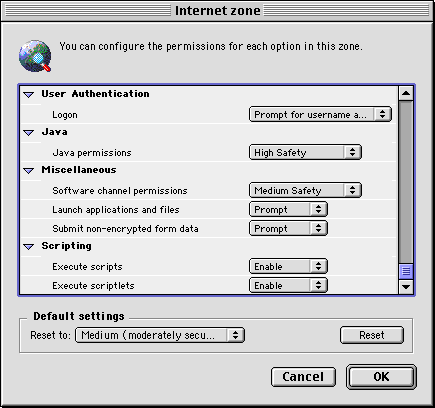 Internet zone
You can configure the permissions for each option in this zone.
User Authentication
Logon Prompt for username a...
Java
Java permissions High Safety
Miscellaneous
Software channel permissions Medium Safety
Launch applications and files Prompt
Submit non-encrypted form data Prompt
Scripting
Execute scripts Enable
Execute scriptlets Enable
Default settings
Reset to: Medium (moderately secu... Reset
Cancel OK